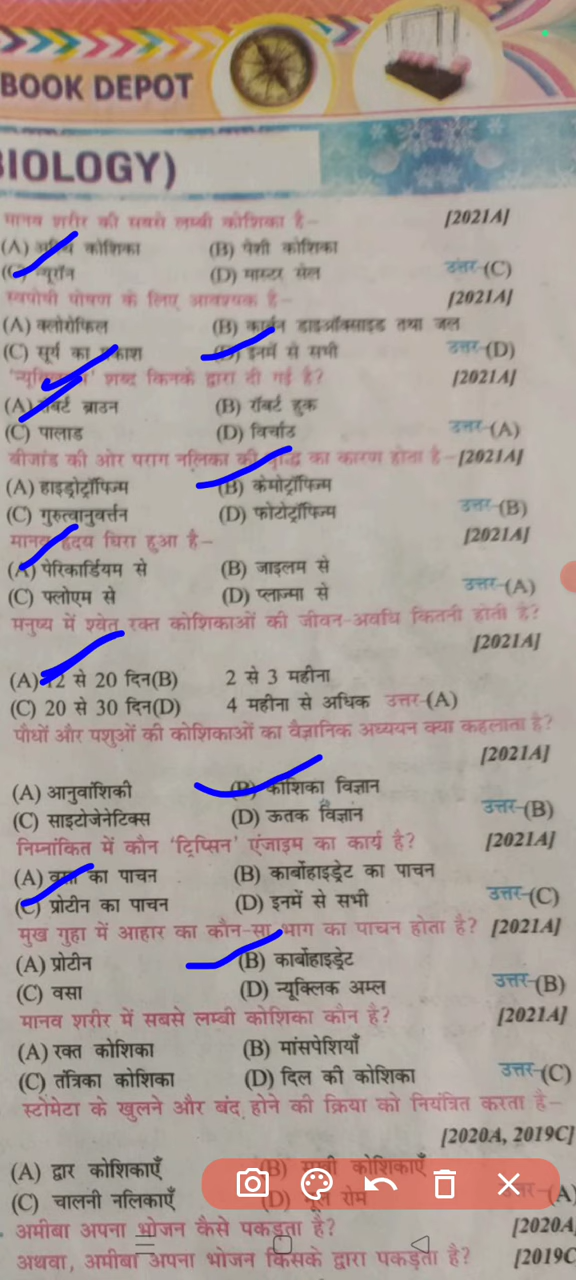 BOOK DEPOT
BIOLOGY)
मानव शरीर की सबसे लम्बी कोशिका है– [2021A]
(A) कोशिका (B) पेशी कोशिका
(C) न्यूरॉन (D) मास्टर सेल उत्तर-(C)
स्वपोषी पोषण के लिए आवश्यक है– [2021A]
(A) क्लोरोफिल (B) कार्बन डाइऑक्साइड तथा जल
(C) सूर्य का प्रकाश (D) इनमें से सभी उत्तर-(D)
शब्द किनके द्वारा दी गई है? [2021A]
(A) रॉबर्ट ब्राउन (B) रॉबर्ट हुक
(C) पालाड (D) विर्चाउ उत्तर-(A)
बीजांड की ओर पराग नलिका की वृद्धि का कारण होता है–[2021A]
(A) हाइड्रोट्रॉफिज्म (B) केमोट्रॉफिज्म
(C) गुरुत्वानुवर्त्तन (D) फोटोट्रॉफिज्म उत्तर-(B)
मानव हृदय घिरा हुआ है– [2021A]
(A) पेरिकार्डियम से (B) जाइलम से
(C) फ्लोएम से (D) प्लाज्मा से उत्तर-(A)
मनुष्य में श्वेत रक्त कोशिकाओं की जीवन-अवधि कितनी होती है?
[2021A]
(A) 12 से 20 दिन(B) 2 से 3 महीना
(C) 20 से 30 दिन(D) 4 महीना से अधिक उत्तर-(A)
पौधों और पशुओं की कोशिकाओं का वैज्ञानिक अध्ययन क्या कहलाता है?
[2021A]
(A) आनुवांशिकी (B) कोशिका विज्ञान
(C) साइटोजेनेटिक्स (D) ऊतक विज्ञान उत्तर-(B)
निम्नांकित में कौन 'ट्रिप्सिन' एंजाइम का कार्य है? [2021A]
(A) वसा का पाचन (B) कार्बोहाइड्रेट का पाचन
(C) प्रोटीन का पाचन (D) इनमें से सभी उत्तर-(C)
मुख गुहा में आहार का कौन-सा भाग का पाचन होता है? [2021A]
(A) प्रोटीन (B) कार्बोहाइड्रेट
(C) वसा (D) न्यूक्लिक अम्ल उत्तर-(B)
मानव शरीर में सबसे लम्बी कोशिका कौन है? [2021A]
(A) रक्त कोशिका (B) मांसपेशियाँ
(C) तंत्रिका कोशिका (D) दिल की कोशिका उत्तर-(C)
स्टोमेटा के खुलने और बंद होने की क्रिया को नियंत्रित करता है–
[2020A, 2019C]
(A) द्वार कोशिकाएँ (B) कोशिकाएँ
(C) चालनी नलिकाएँ (D) मूल रोम (A)
अमीबा अपना भोजन कैसे पकड़ता है? [2020A
अथवा, अमीबा अपना भोजन किसके द्वारा पकड़ता है? [2019C